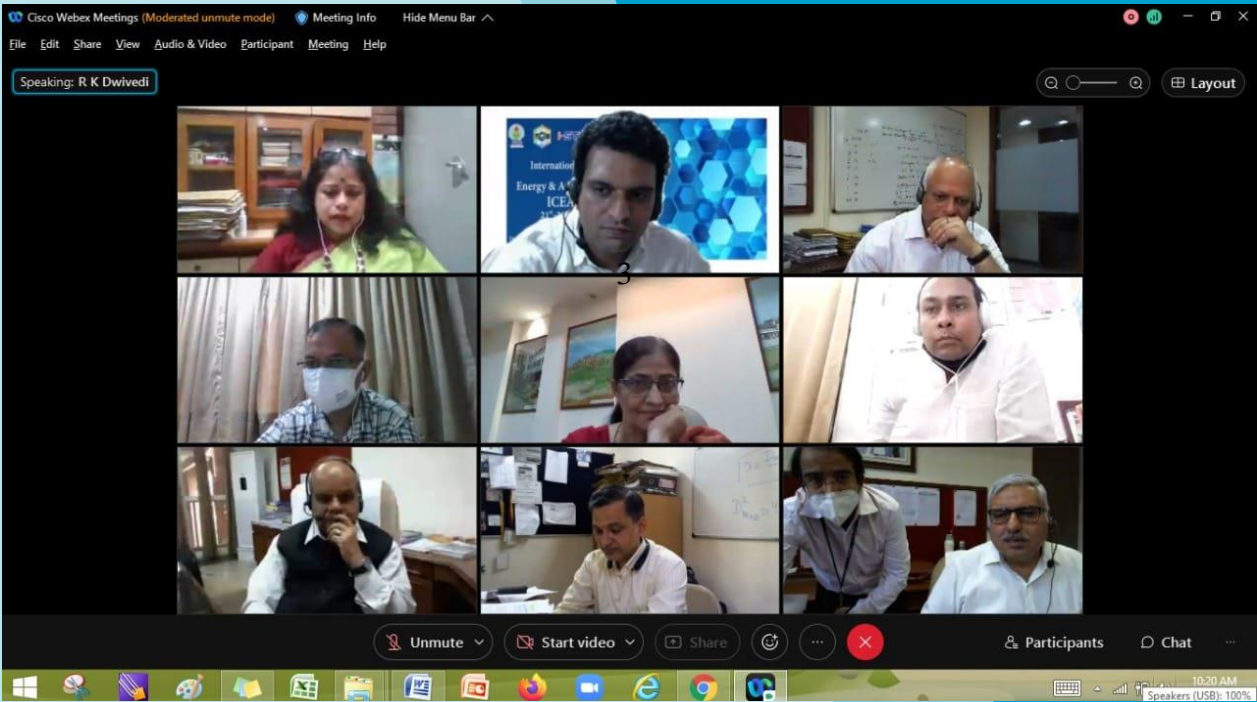 Cisco Webex Meetings (Moderated unmute mode) Meeting Info Hide Menu Bar
File Edit Share View Audio & Video Participant Meeting Help
Speaking: R K Dwivedi
Layout
Energy & A
ICEA
3
Unmute Start video Share Participants Chat
10:20 AM
Speakers (USB): 100%